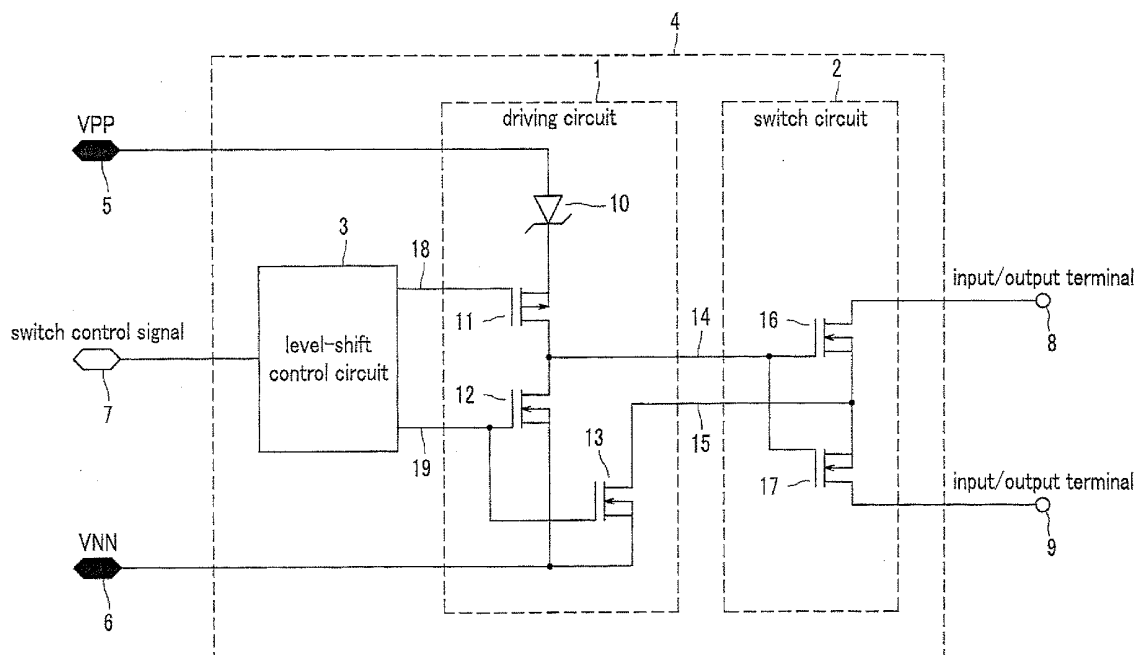 4
1
2
driving circuit
switch circuit
VPP
5
10
3
18
input/output terminal
11
16
8
switch control signal
level-shift
control circuit
14
12
7
15
19
13
17
input/output terminal
9
VNN
6